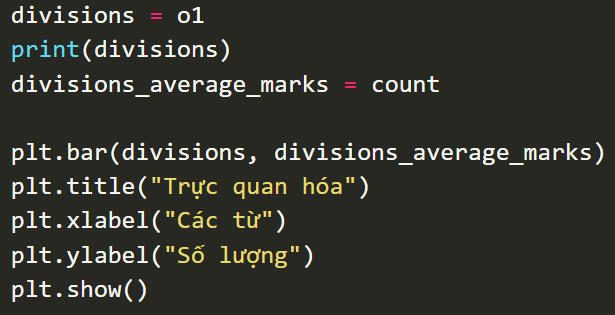 divisions = o1
print(divisions)
divisions_average_marks = count
plt.bar(divisions, divisions_average_marks)
plt.title("Trực quan hóa")
plt.xlabel("Các từ")
plt.ylabel("Số lượng")
plt.show()